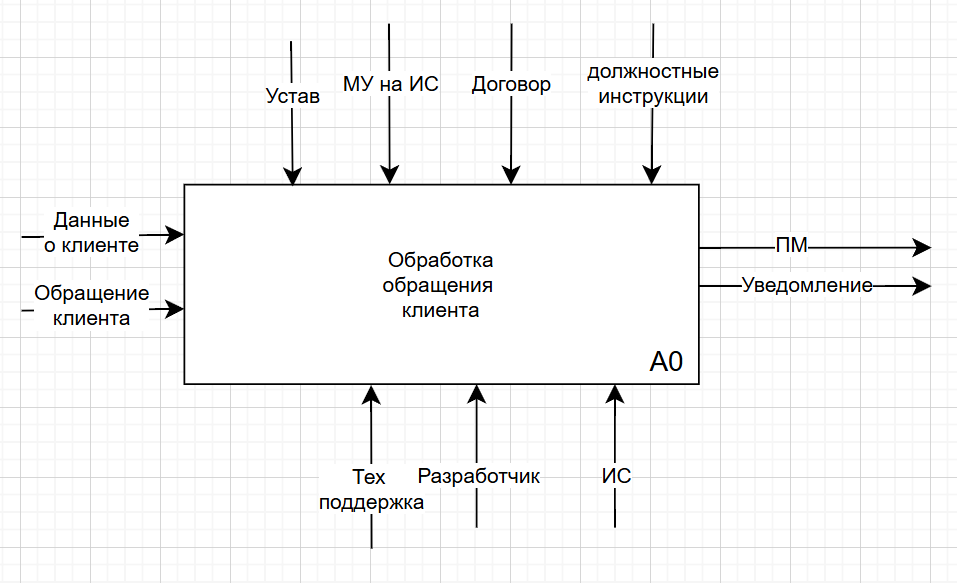 Устав
МУ на ИС
Договор
должностные
инструкции
Данные
о клиенте
Обращение
клиента
Обработка
обращения
клиента
A0
ПМ
Уведомление
Тех
поддержка
Разработчик
ИС